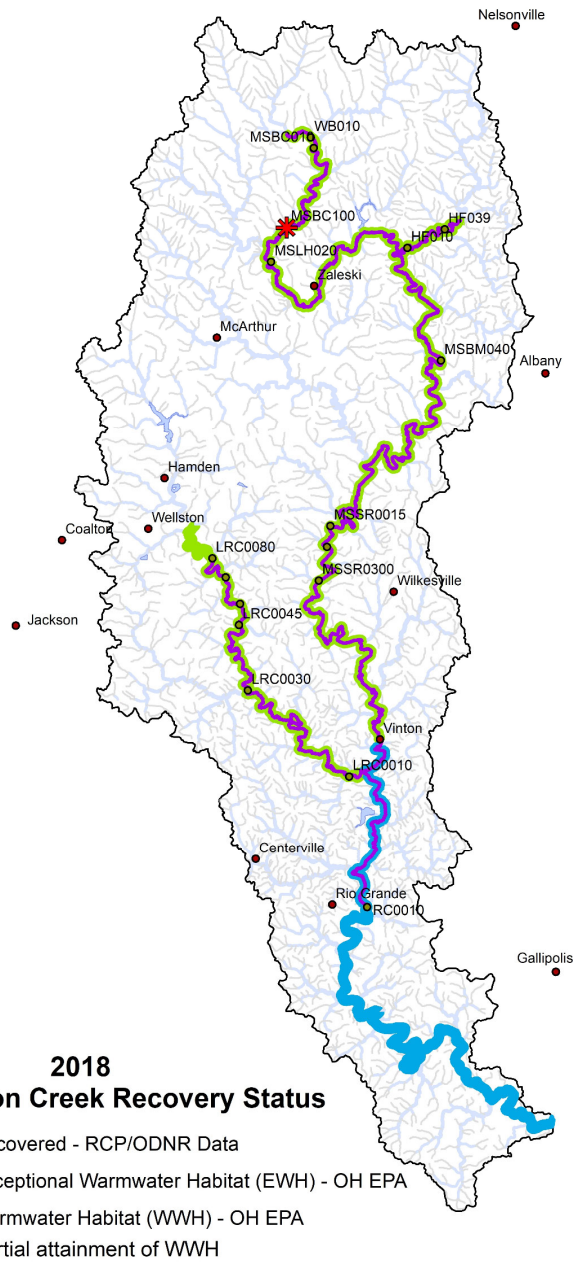 Nelsonville
WB010
MSBC010
MSBC100
HF039
HF010
MSLH020
Zaleski
McArthur
MSBM040
Albany
Hamden
Wellston
MSSR0015
Coalton
LRC0080
MSSR0300
Wilkesville
LRC0045
Jackson
LRC0030
Vinton
LRC0010
Centerville
Rio Grande
RC0010
Gallipolis
2018
on Creek Recovery Status
covered - RCP/ODNR Data
ceptional Warmwater Habitat (EWH) - OH EPA
rmwater Habitat (WWH) - OH EPA
rtial attainment of WWH